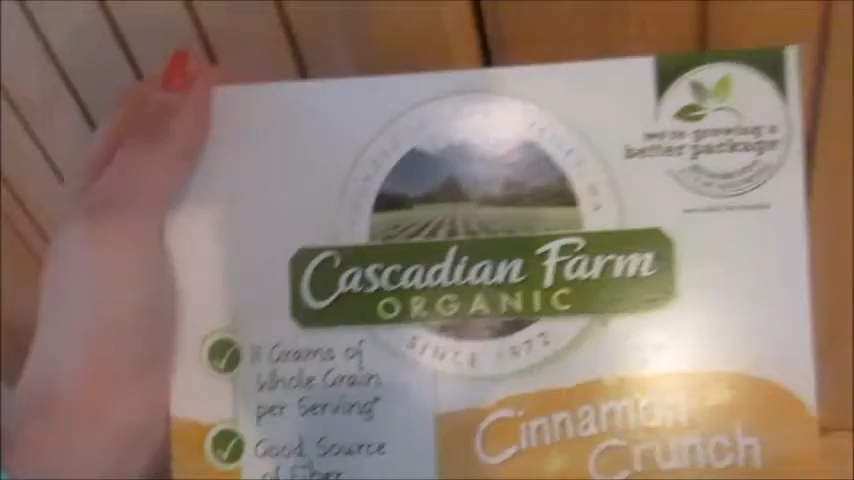 we're growing a
better package
Cascadian Farm
ORGANIC
SINCE 1972
11 Grams of
Whole Grain
per Serving*
Good Source
of Fiber
Cinnamon
Crunch